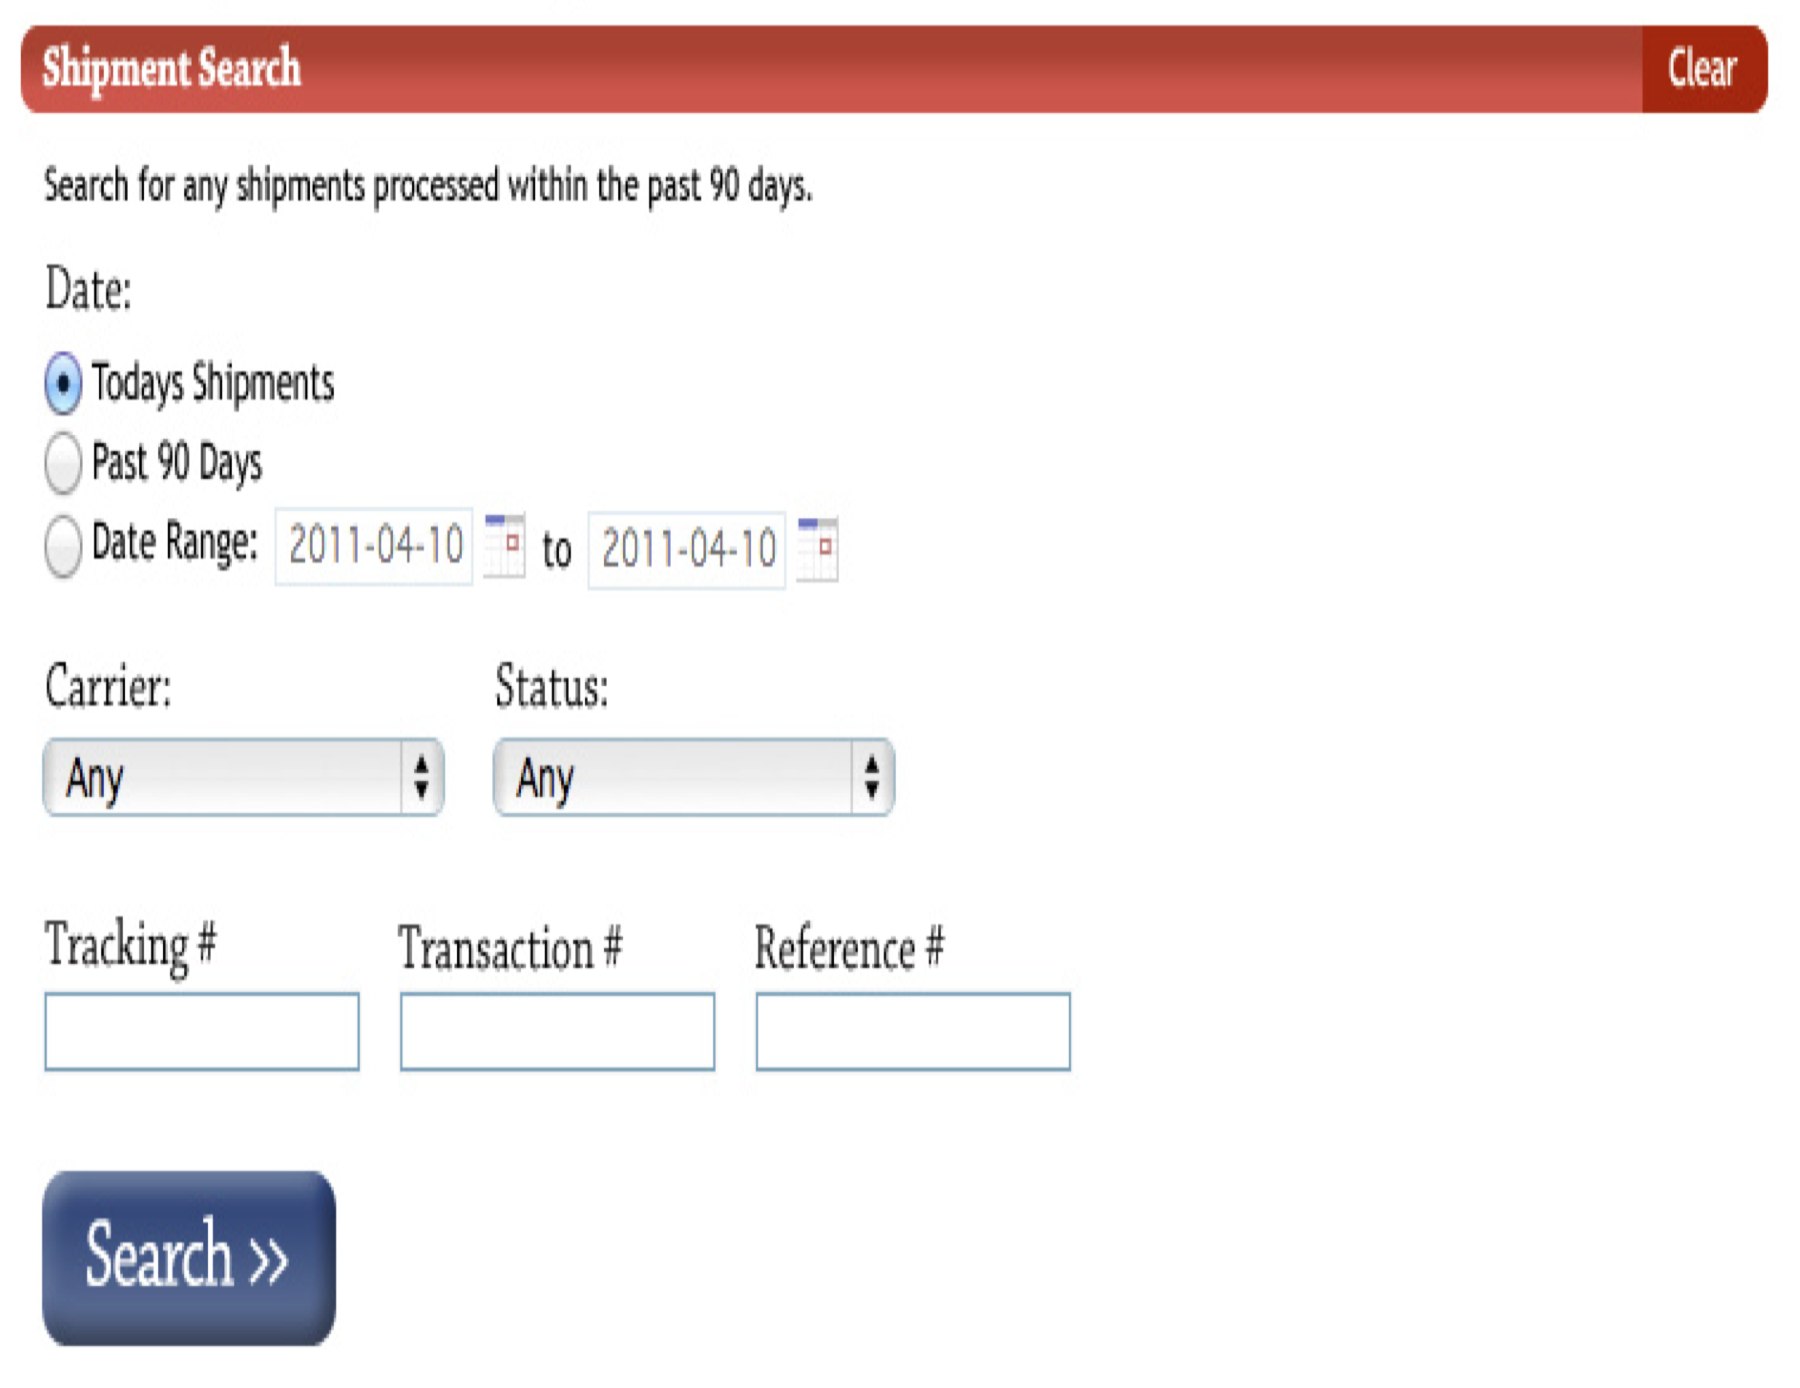 Shipment Search Clear
Search for any shipments processed within the past 90 days.
Date:
Todays Shipments
Past 90 Days
Date Range: 2011-04-10 to 2011-04-10
Carrier: Status:
Any Any
Tracking # Transaction # Reference #
Search >>